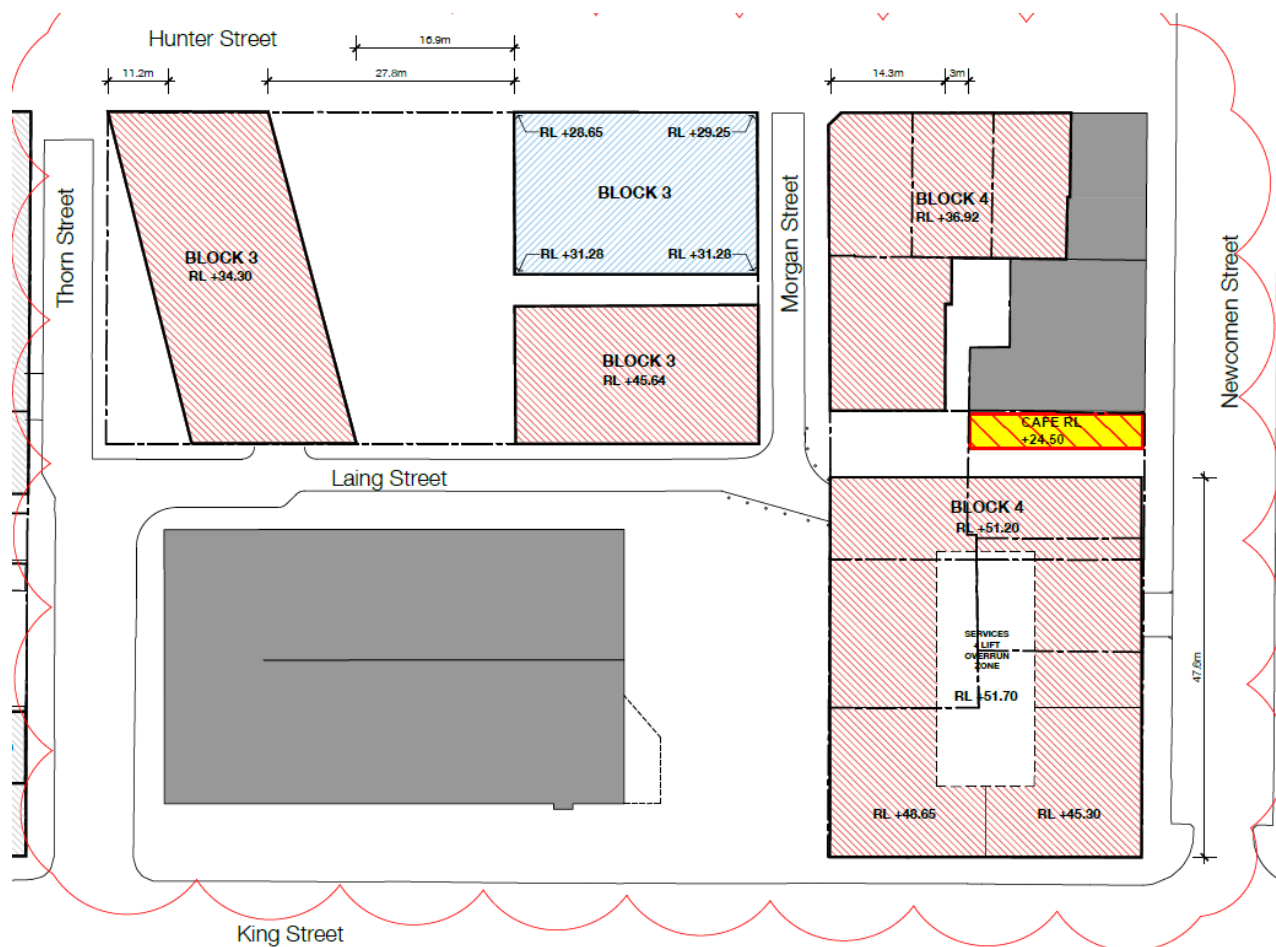 Hunter Street
16.9m
11.2m
27.8m
14.3m
3m
RL +28.65
RL +29.25
BLOCK 3
RL +31.28
RL +31.28
BLOCK 3
RL +34.30
BLOCK 3
RL +45.64
BLOCK 4
RL +36.92
Thorn Street
Morgan Street
Newcomen Street
CAFE RL
+24.50
Laing Street
BLOCK 4
RL +51.20
SERVICES
LIFT
OVERRUN
ZONE
RL +51.70
47.6m
RL +48.65
RL +45.30
King Street